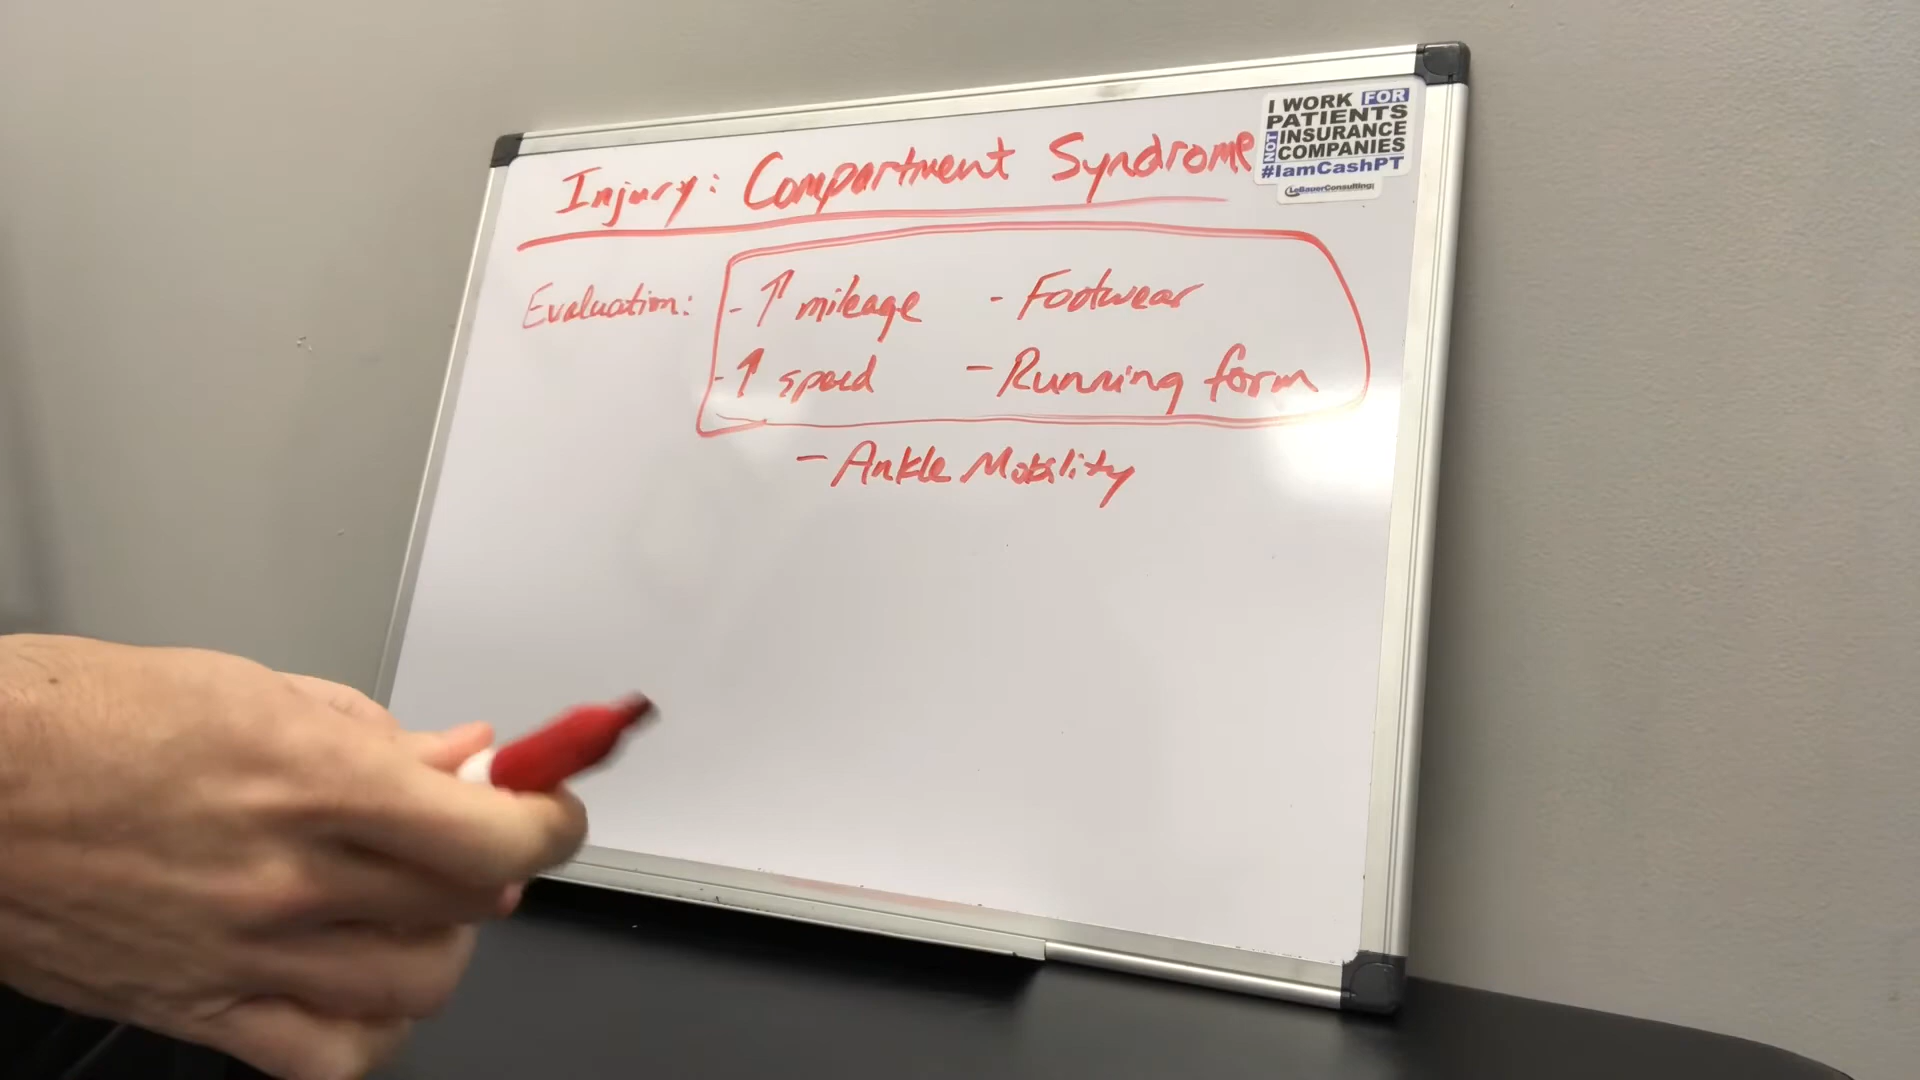 Injury: Compartment Syndrome
I WORK FOR
PATIENTS
NOT INSURANCE
COMPANIES
#IamCashPT
LeBauerConsulting
Evaluation: - ↑ mileage - Footwear
- ↑ speed - Running form
- Ankle Mobility